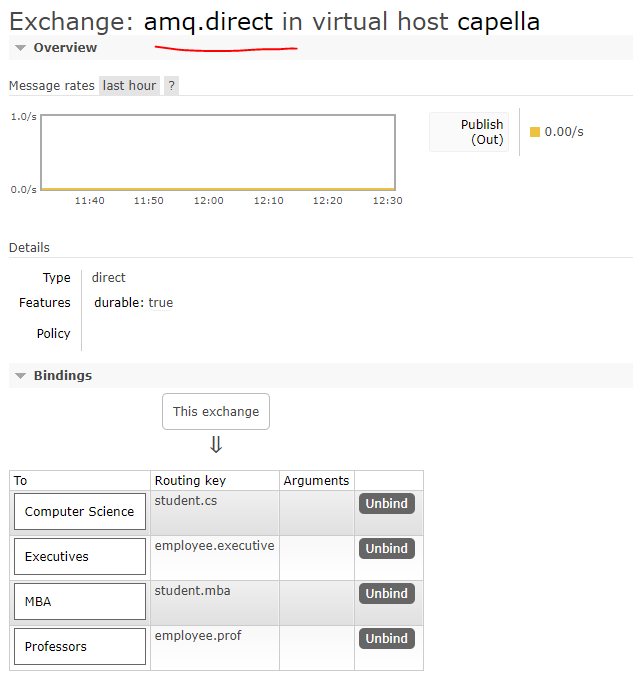 Exchange: amq.direct in virtual host capella
Overview
Message rates last hour ?
1.0/s
0.0/s
11:40 11:50 12:00 12:10 12:20 12:30
Publish
(Out)
0.00/s
Details
Type direct
Features durable: true
Policy
Bindings
This exchange
⇓
To Routing key Arguments
Computer Science student.cs Unbind
Executives employee.executive Unbind
MBA student.mba Unbind
Professors employee.prof Unbind